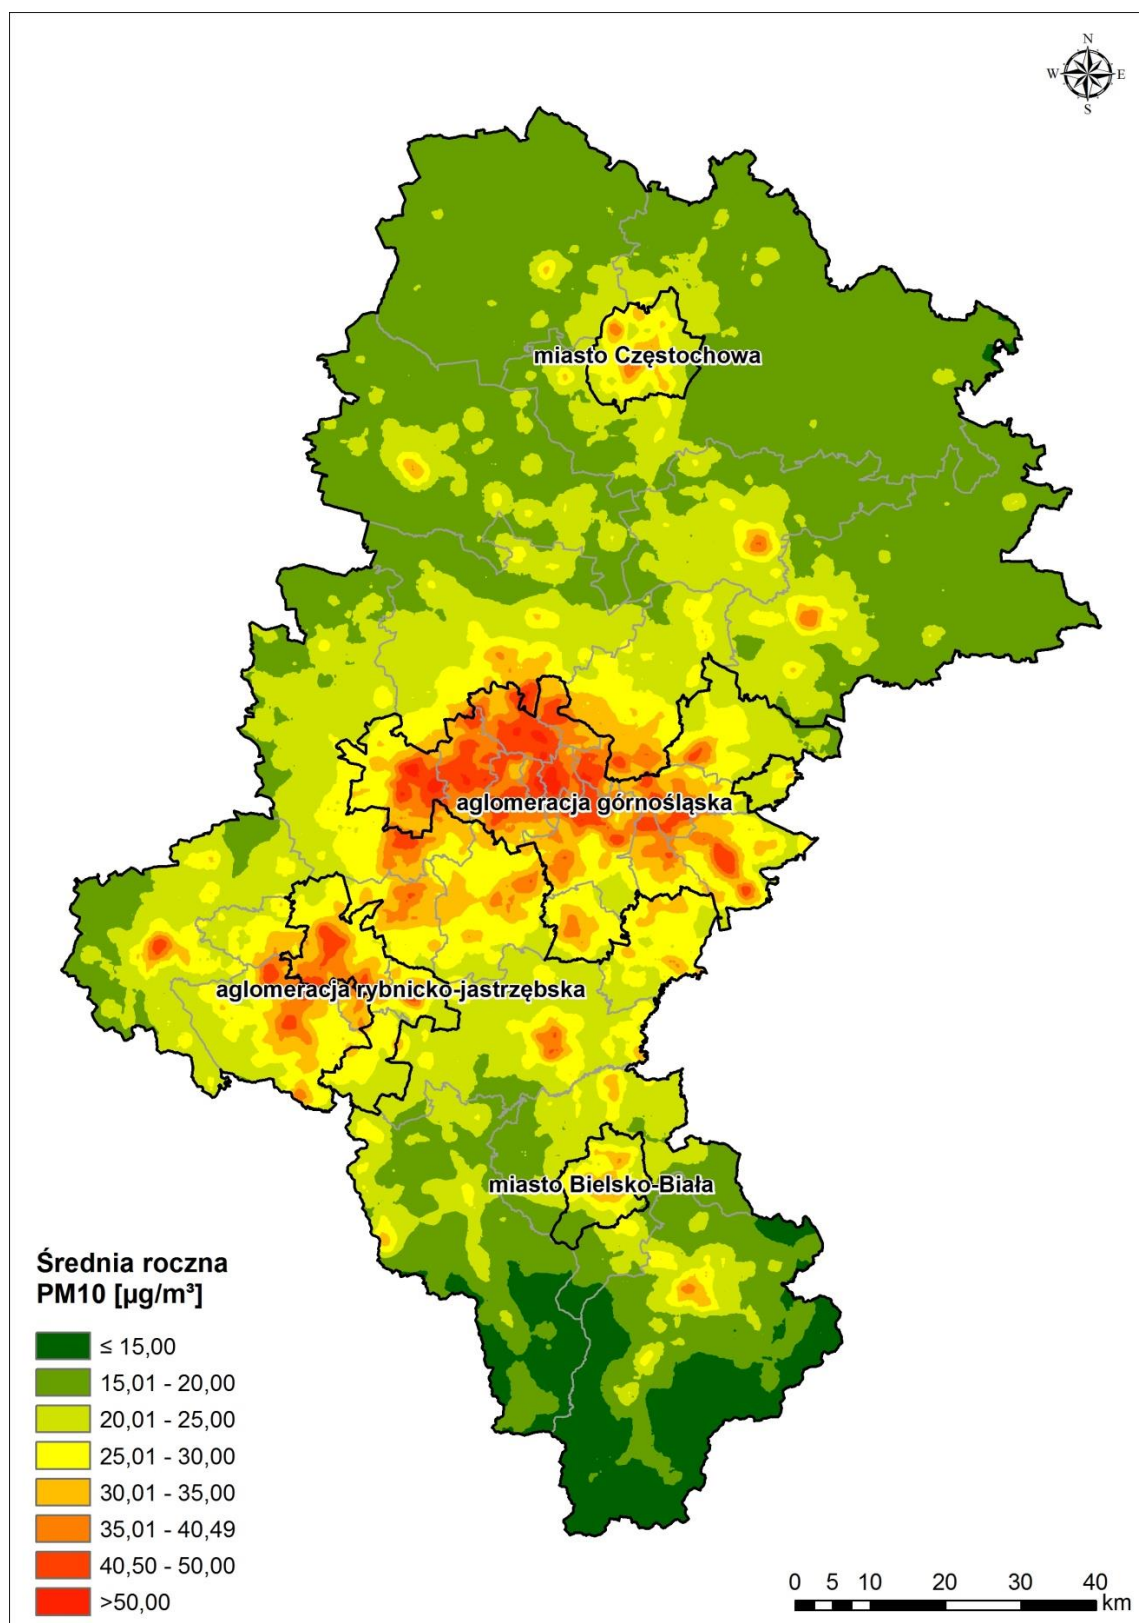 N
W E
S
miasto Częstochowa
aglomeracja górnośląska
aglomeracja rybnicko-jastrzębska
miasto Bielsko-Biała
Średnia roczna
PM10 [µg/m³]
≤ 15,00
15,01 - 20,00
20,01 - 25,00
25,01 - 30,00
30,01 - 35,00
35,01 - 40,49
40,50 - 50,00
>50,00
0 5 10 20 30 40
km